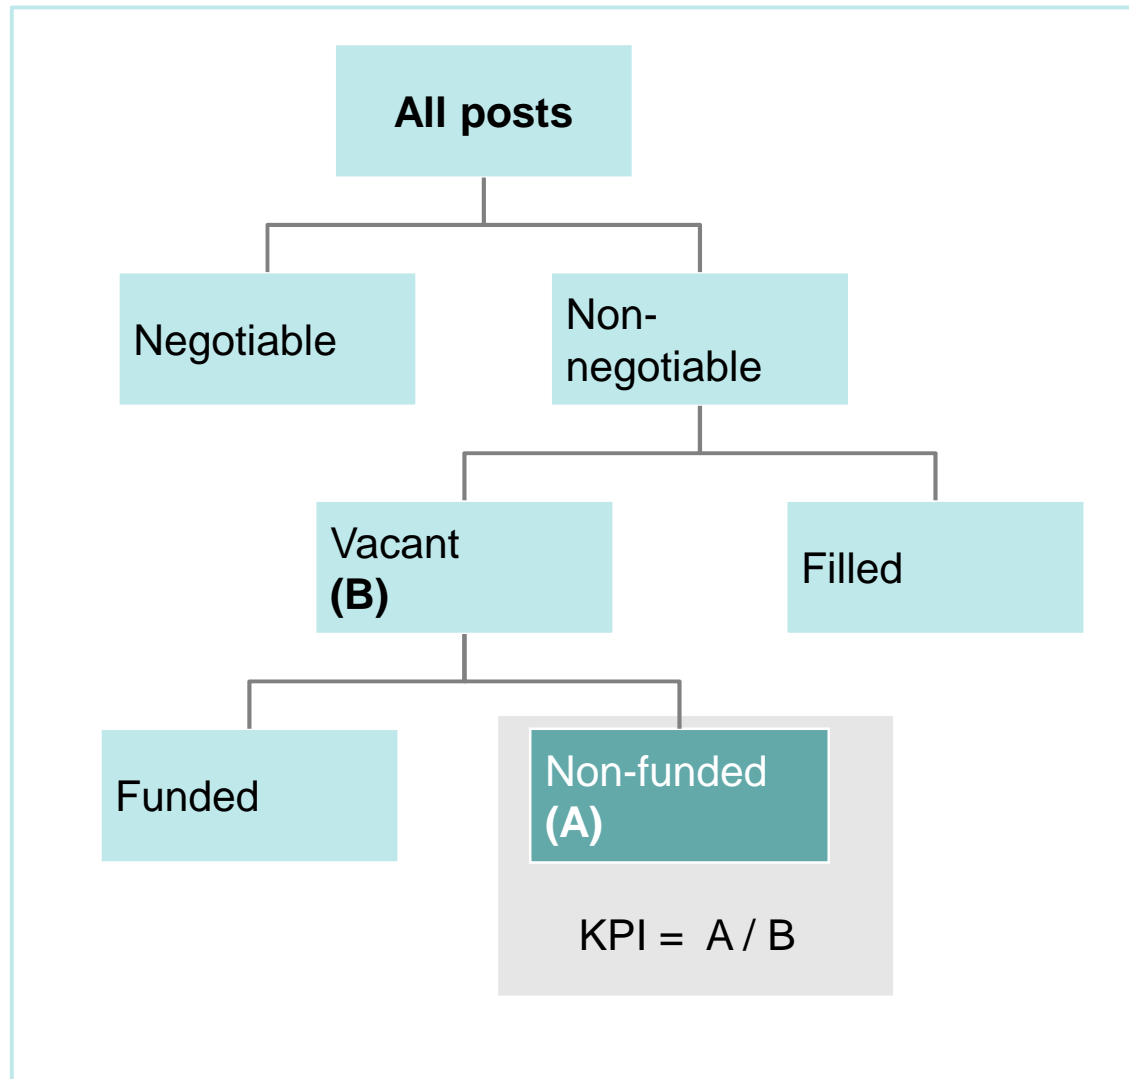 All posts
Negotiable
Non-
negotiable
Vacant
(B)
Filled
Funded
Non-funded
(A)
KPI = A / B